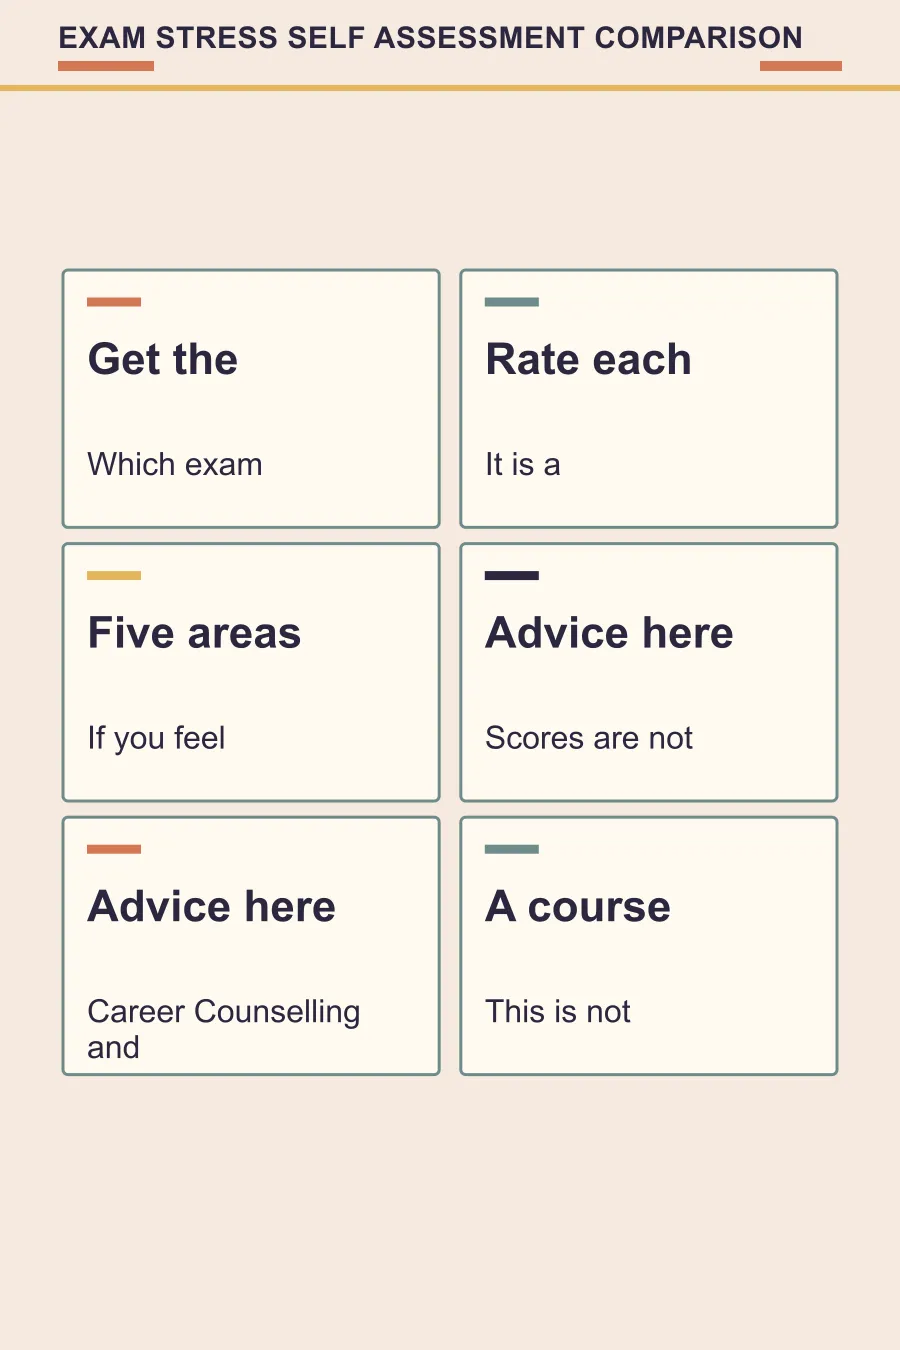 EXAM STRESS SELF ASSESSMENT COMPARISON
Get the
Which exam
Rate each
It is a
Five areas
If you feel
Advice here
Scores are not
Advice here
Career Counselling
and
A course
This is not